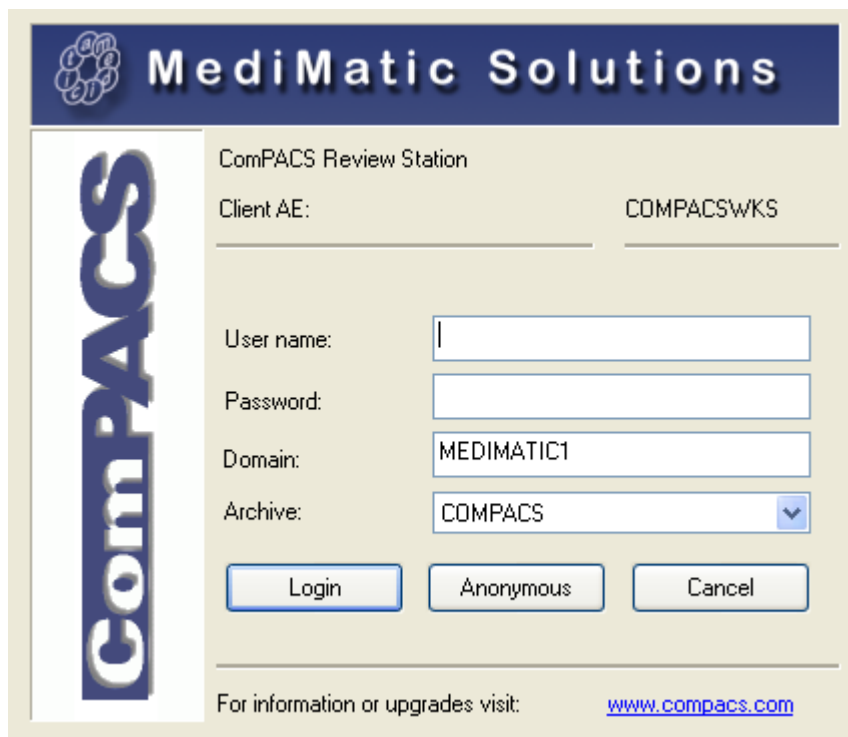 MediMatic Solutions
ComPACS
ComPACS Review Station
Client AE: COMPACSWKS
User name:
Password:
Domain: MEDIMATIC1
Archive: COMPACS
Login Anonymous Cancel
For information or upgrades visit: www.compacs.com